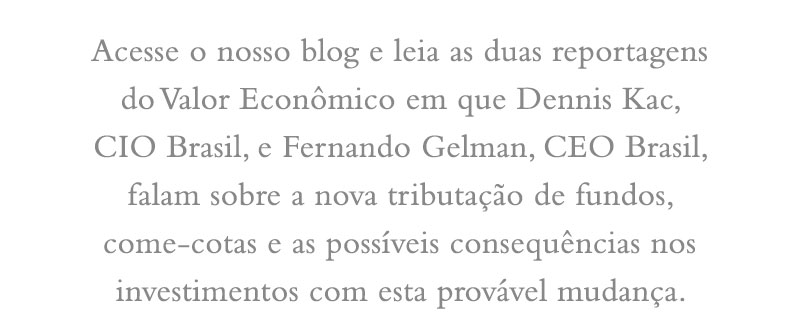 Acesse o nosso blog e leia as duas reportagens
do Valor Econômico em que Dennis Kac,
CIO Brasil, e Fernando Gelman, CEO Brasil,
falam sobre a nova tributação de fundos,
come-cotas e as possíveis consequências nos
investimentos com esta provável mudança.